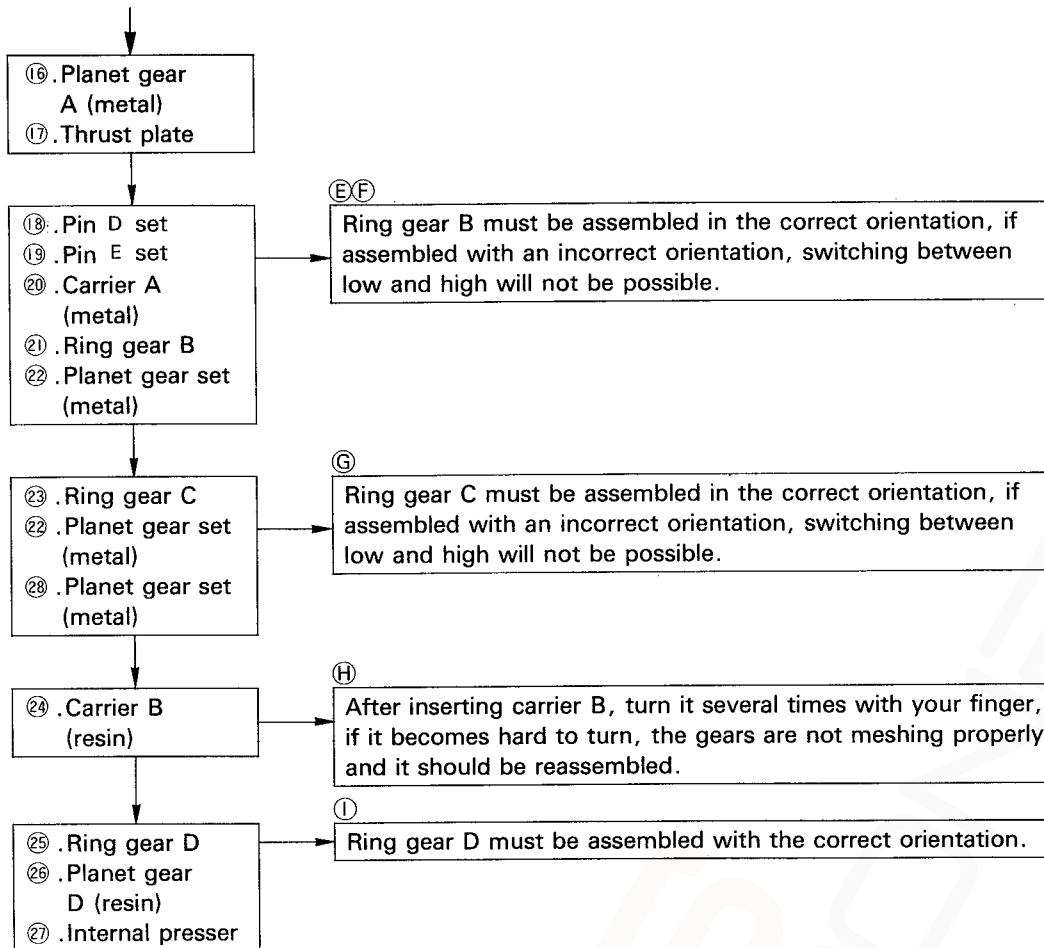 ⑯.Planet gear
A (metal)
⑰.Thrust plate
⑱.Pin D set
⑲.Pin E set
⑳.Carrier A
(metal)
㉑.Ring gear B
㉒.Planet gear set
(metal)
ⒺⒻ
Ring gear B must be assembled in the correct orientation, if
assembled with an incorrect orientation, switching between
low and high will not be possible.
㉓.Ring gear C
㉒.Planet gear set
(metal)
㉘.Planet gear set
(metal)
Ⓖ
Ring gear C must be assembled in the correct orientation, if
assembled with an incorrect orientation, switching between
low and high will not be possible.
㉔.Carrier B
(resin)
Ⓗ
After inserting carrier B, turn it several times with your finger,
if it becomes hard to turn, the gears are not meshing properly
and it should be reassembled.
㉕.Ring gear D
㉖.Planet gear
D (resin)
㉗.Internal presser
Ⓘ
Ring gear D must be assembled with the correct orientation.